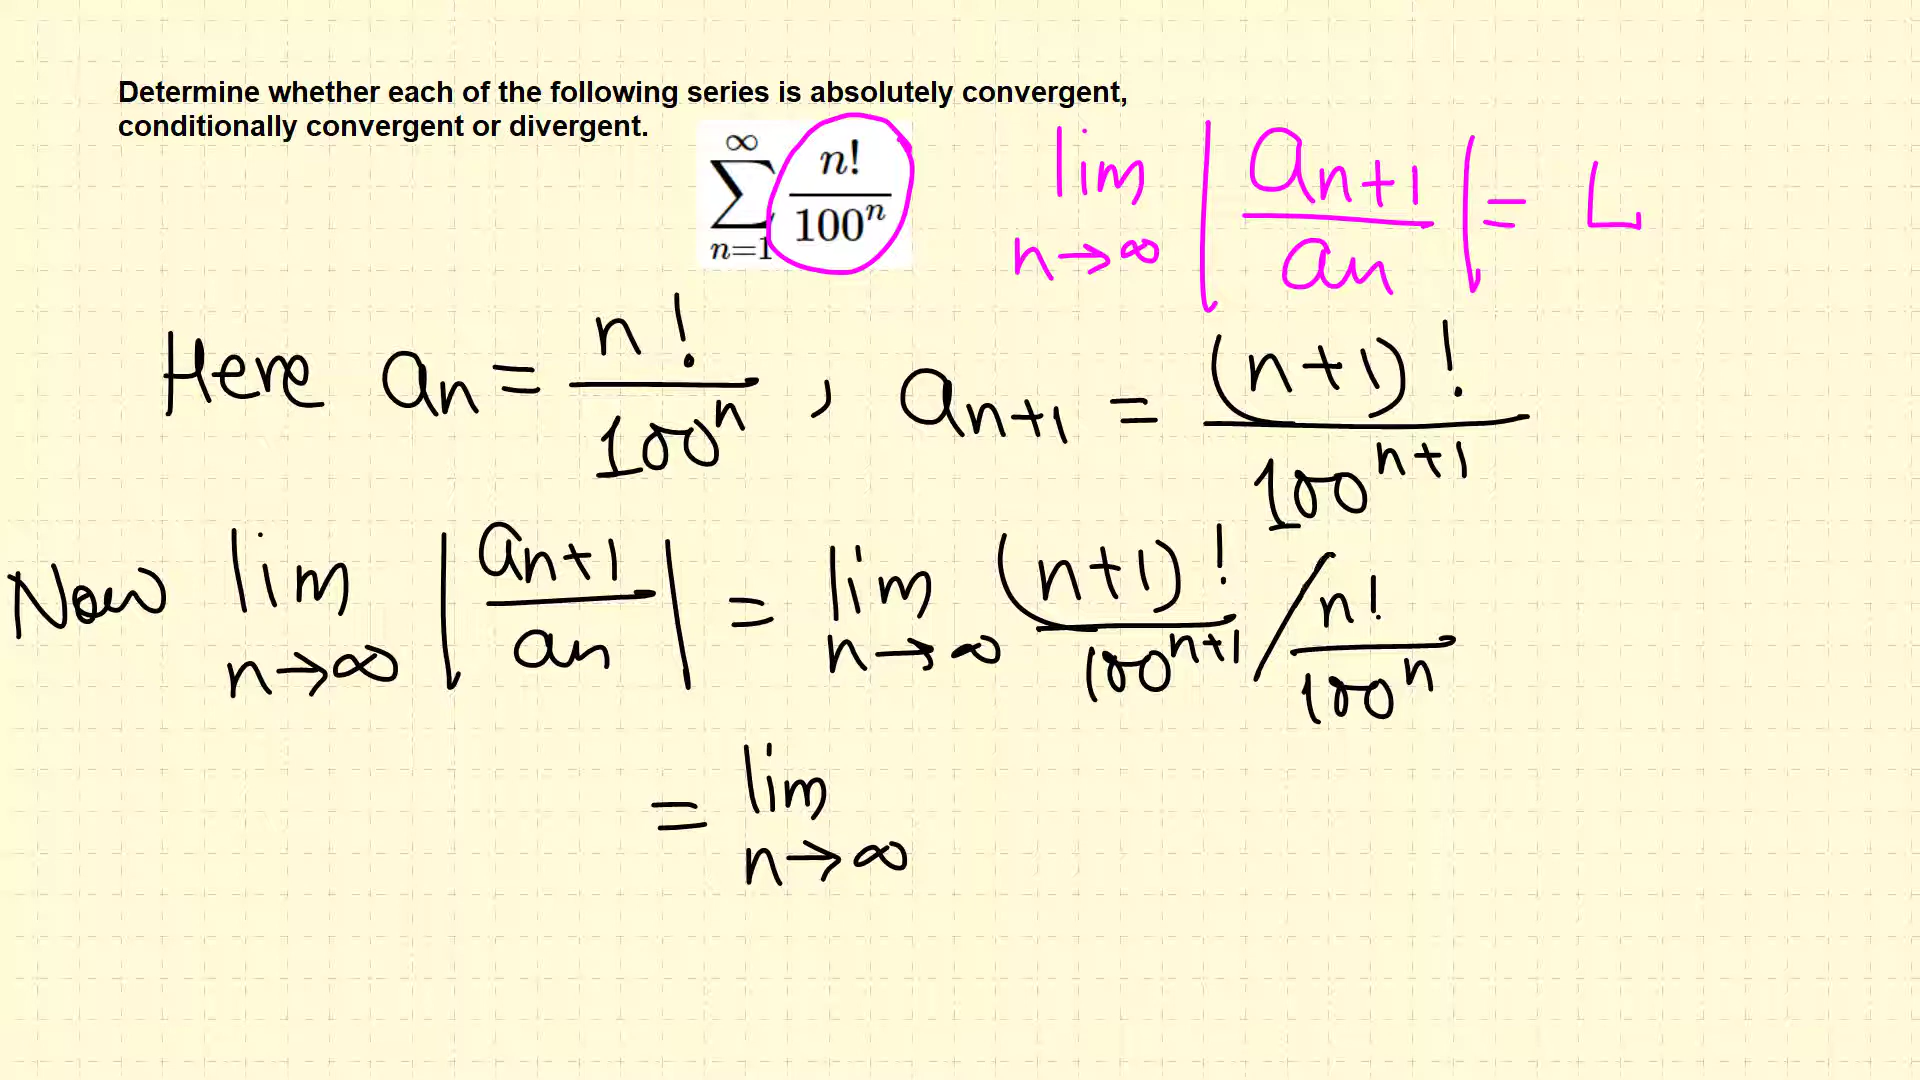 Determine whether each of the following series is absolutely convergent,
conditionally convergent or divergent.
∑_{n=1}^{∞} n!/100^n
lim_{n→∞} |a_{n+1}/a_n| = L
Here a_n = n!/100^n , a_{n+1} = (n+1)!/100^{n+1}
Now lim_{n→∞} |a_{n+1}/a_n| = lim_{n→∞} (n+1)!/100^{n+1} / n!/100^n
= lim_{n→∞}